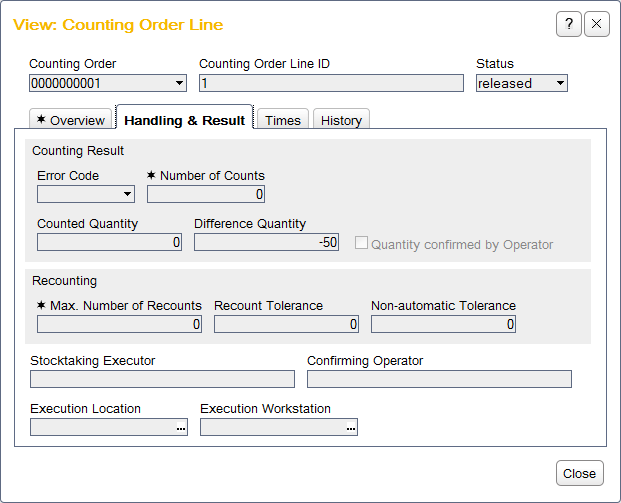 View: Counting Order Line
?
Counting Order Counting Order Line ID Status
0000000001 1 released
✶ Overview Handling & Result Times History
Counting Result
Error Code ✶ Number of Counts
0
Counted Quantity Difference Quantity
0 -50 Quantity confirmed by Operator
Recounting
✶ Max. Number of Recounts Recount Tolerance Non-automatic Tolerance
0 0 0
Stocktaking Executor Confirming Operator
Execution Location Execution Workstation
... ...
Close